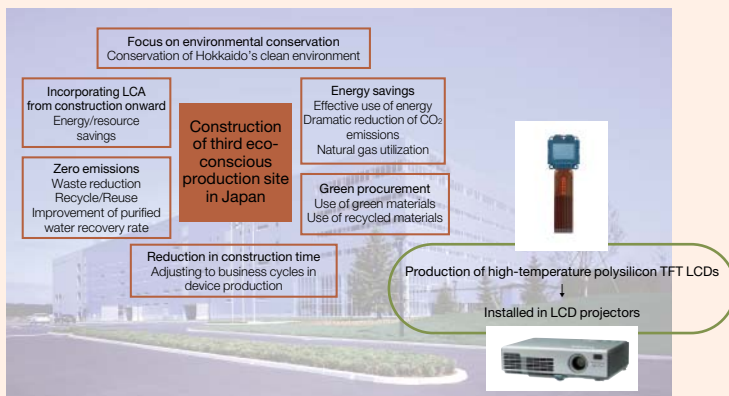 Focus on environmental conservation
Conservation of Hokkaido's clean environment
Incorporating LCA
from construction onward
Energy/resource
savings
Energy savings
Effective use of energy
Dramatic reduction of CO₂
emissions
Natural gas utilization
Construction
of third eco-
conscious
production site
in Japan
Zero emissions
Waste reduction
Recycle/Reuse
Improvement of purified
water recovery rate
Green procurement
Use of green materials
Use of recycled materials
Reduction in construction time
Adjusting to business cycles in
device production
Production of high-temperature polysilicon TFT LCDs
↓
Installed in LCD projectors